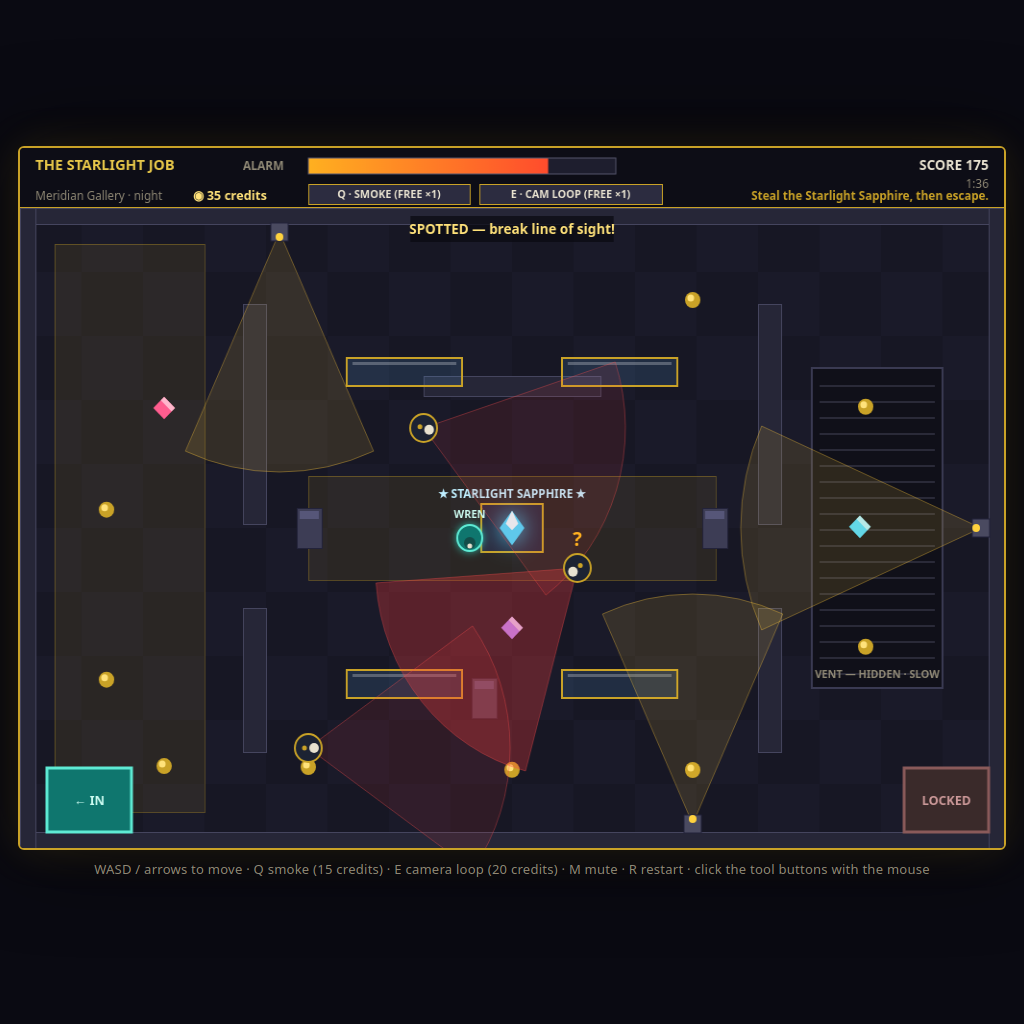 THE STARLIGHT JOB
ALARM
SCORE 175
1:36
Meridian Gallery · night
◉ 35 credits
Q · SMOKE (FREE ×1)
E · CAM LOOP (FREE ×1)
Steal the Starlight Sapphire, then escape.
SPOTTED — break line of sight!
★ STARLIGHT SAPPHIRE ★
WREN
?
VENT — HIDDEN · SLOW
← IN
LOCKED
WASD / arrows to move · Q smoke (15 credits) · E camera loop (20 credits) · M mute · R restart · click the tool buttons with the mouse